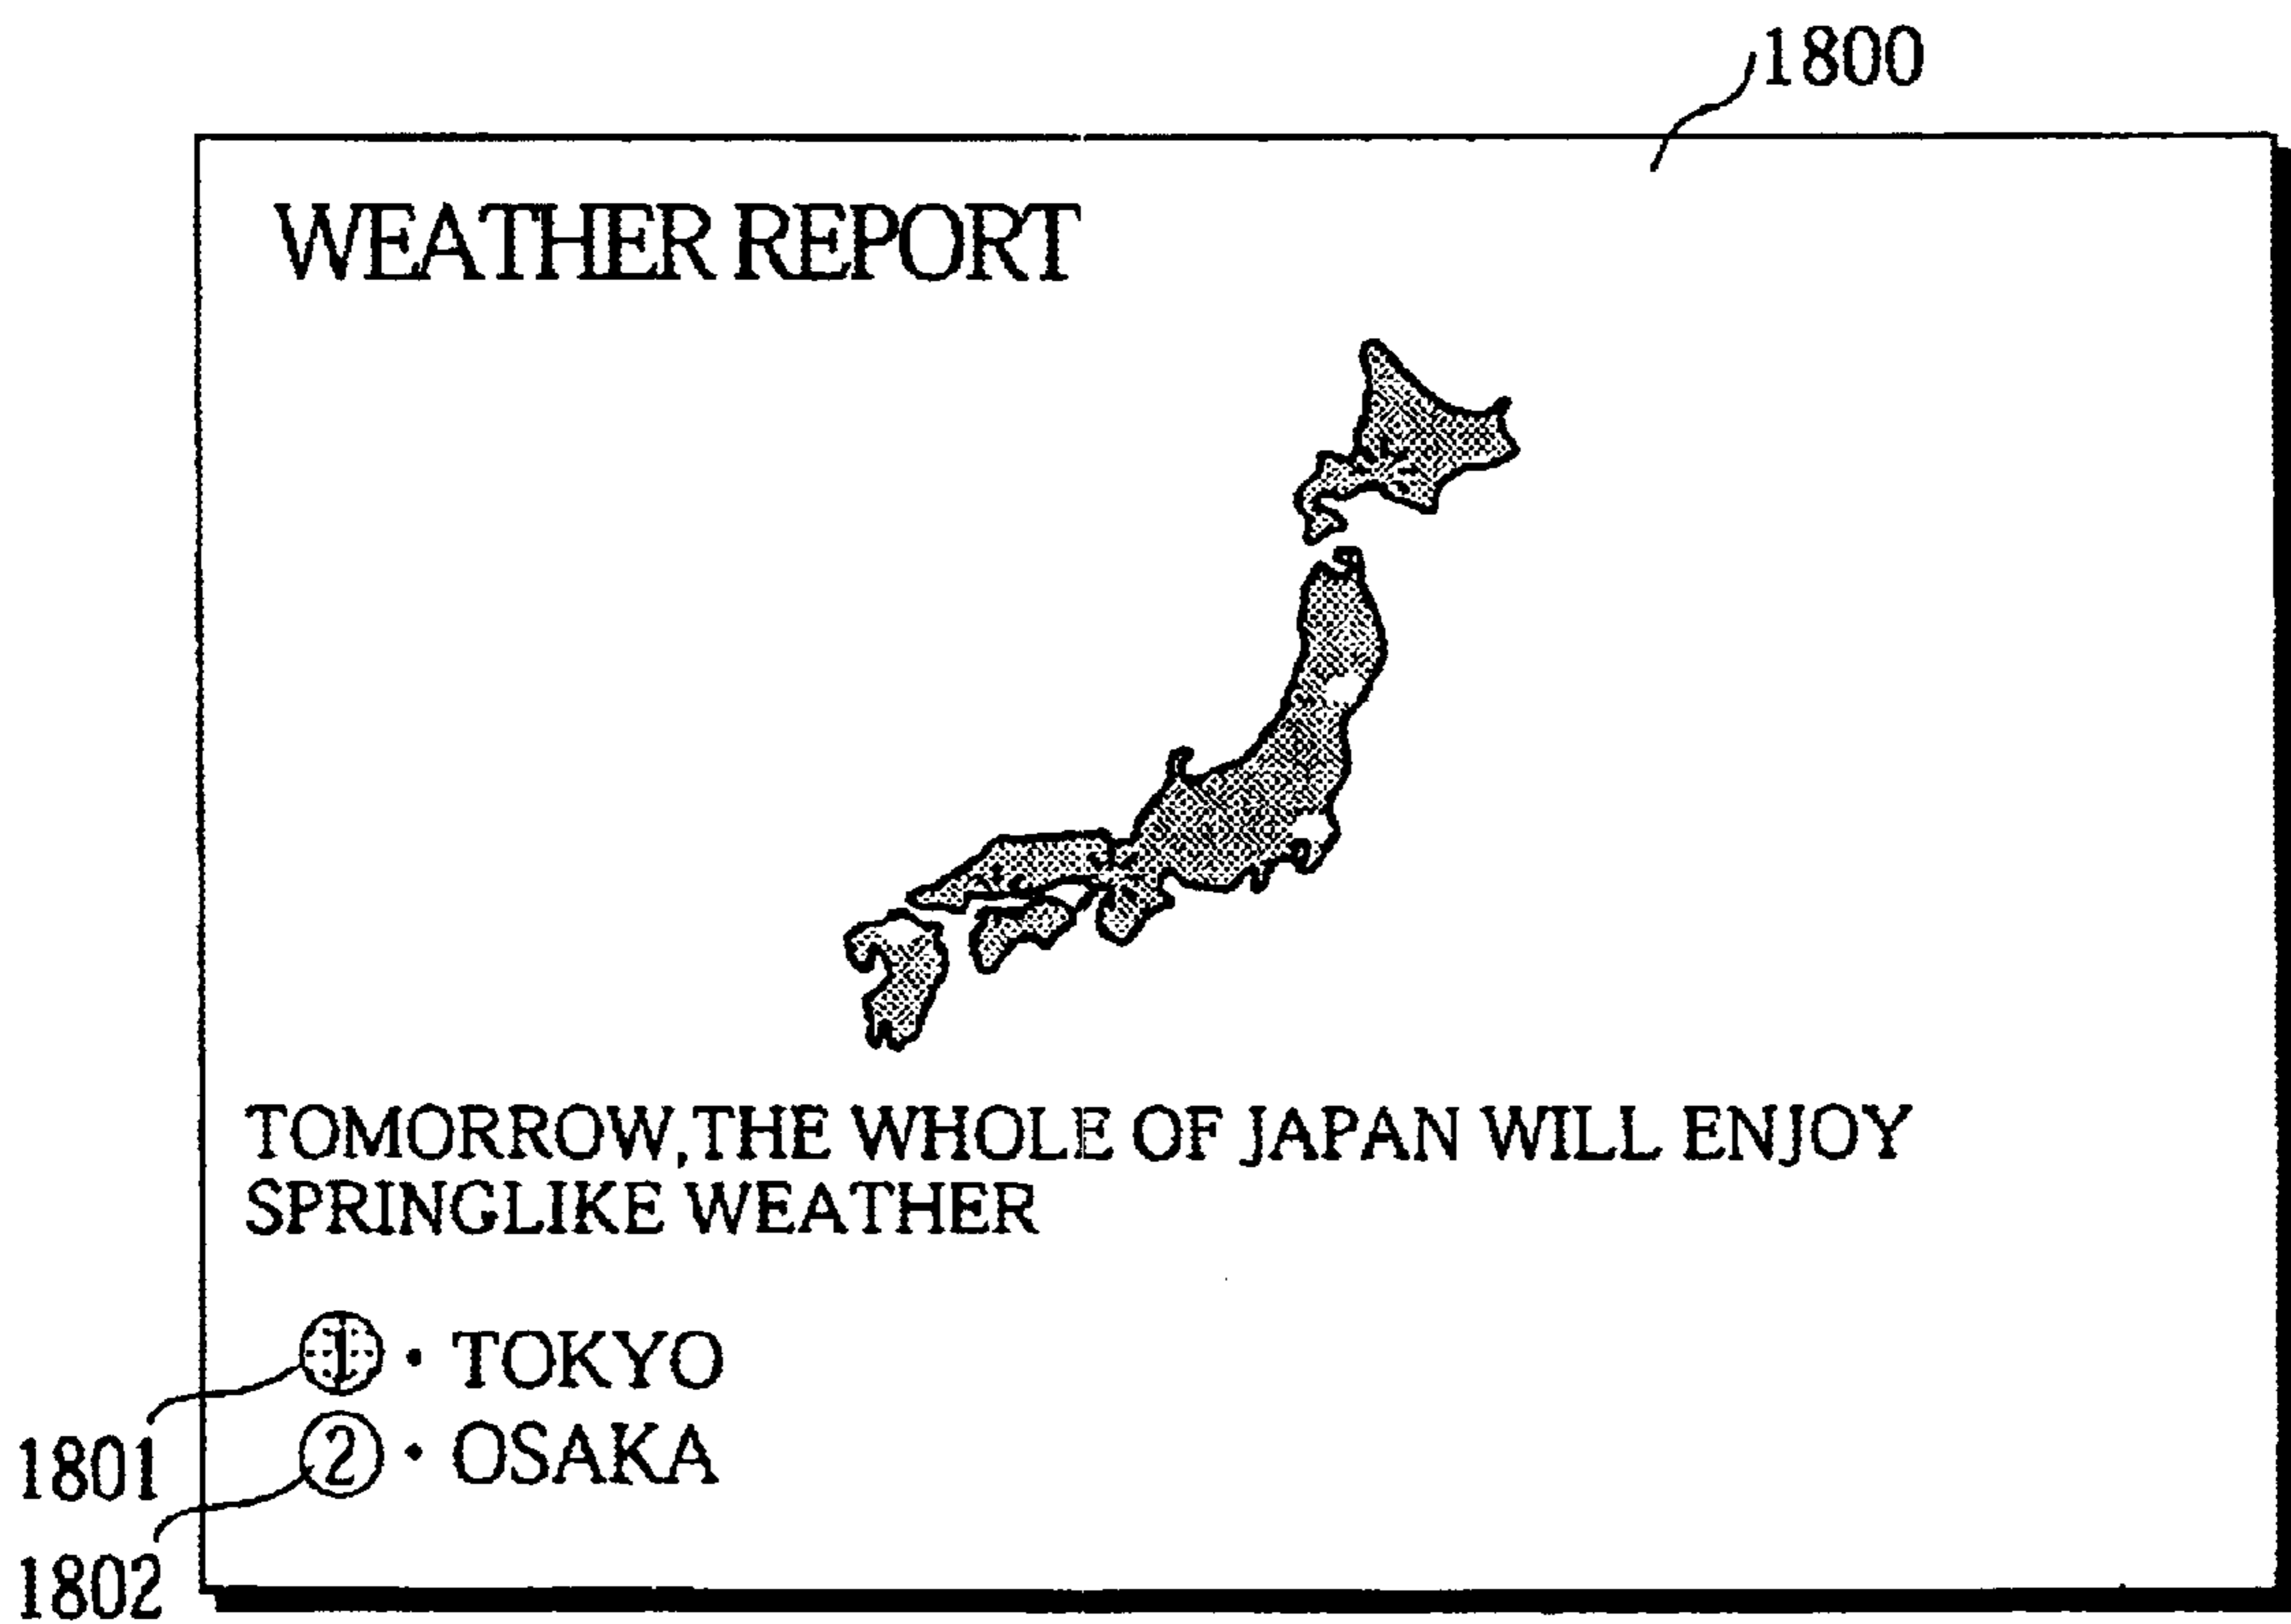 1800
WEATHER REPORT
TOMORROW, THE WHOLE OF JAPAN WILL ENJOY
SPRINGLIKE WEATHER
① · TOKYO
1801
② · OSAKA
1802